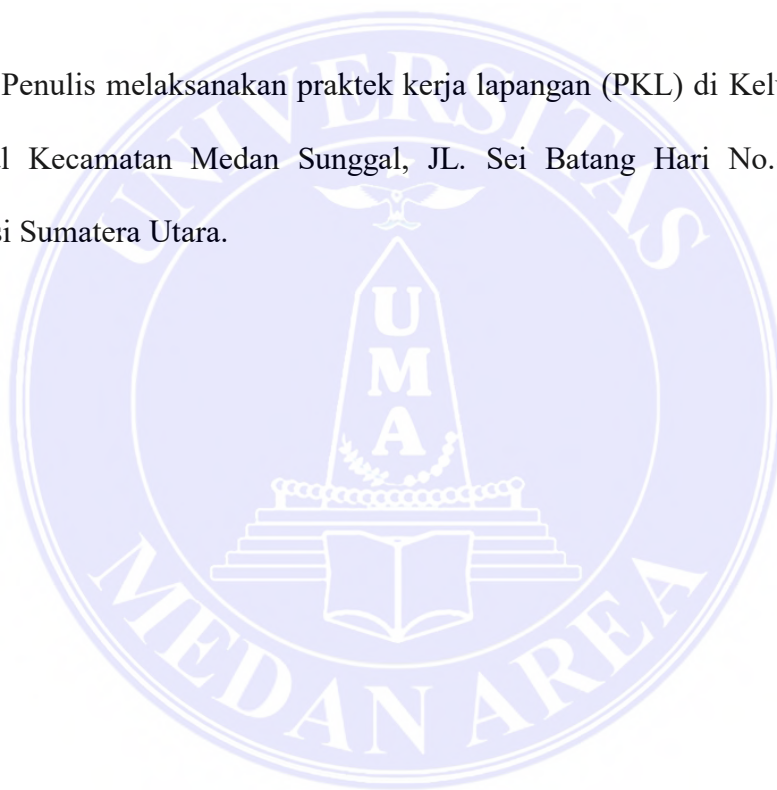 Penulis melaksanakan praktek kerja lapangan (PKL) di Kel
l Kecamatan Medan Sunggal, JL. Sei Batang Hari No.
si Sumatera Utara.
UNIVERSITAS
U
M
A
MEDAN AREA